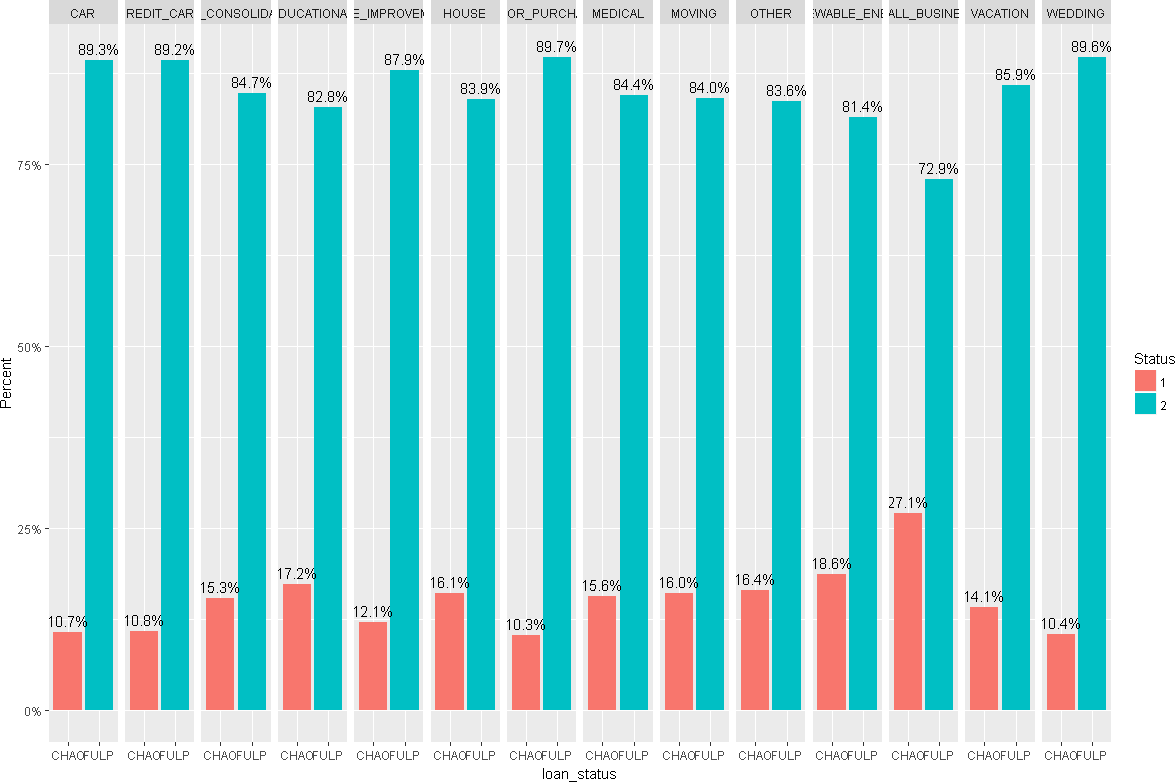 CAR REDIT_CAR _CONSOLIDA DUCATIONA E_IMPROVEM HOUSE OR_PURCHA MEDICAL MOVING OTHER EWABLE_ENE ALL_BUSINE VACATION WEDDING
89.3% 89.2% 84.7% 82.8% 87.9% 83.9% 89.7% 84.4% 84.0% 83.6% 81.4% 72.9% 85.9% 89.6%
10.7% 10.8% 15.3% 17.2% 12.1% 16.1% 10.3% 15.6% 16.0% 16.4% 18.6% 27.1% 14.1% 10.4%
75%
50%
25%
0%
Percent
CHAOFULP CHAOFULP CHAOFULP CHAOFULP CHAOFULP CHAOFULP CHAOFULP CHAOFULP CHAOFULP CHAOFULP CHAOFULP CHAOFULP CHAOFULP CHAOFULP
loan_status
Status
1
2